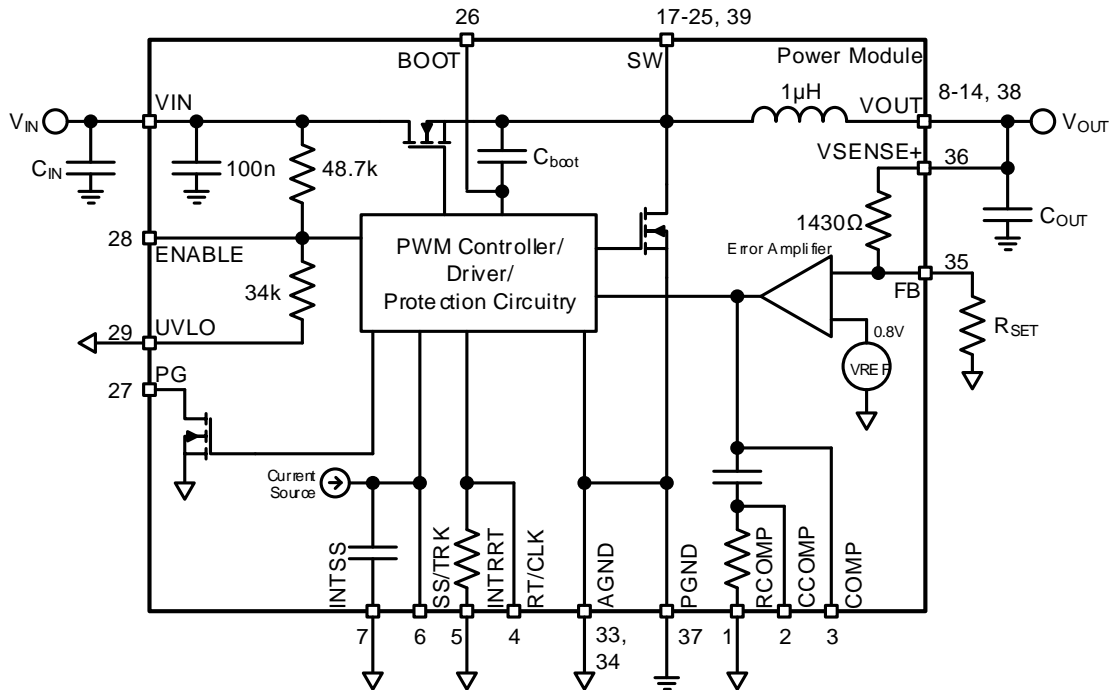 26
17-25, 39
BOOT
SW
Power Module
VIN
1µH
VOUT
8-14, 38
VIN
VOUT
VSENSE+
36
CIN
100n
48.7k
Cboot
1430Ω
COUT
28
ENABLE
PWM Controller/
Driver/
Protection Circuitry
Error Amplifier
35
FB
34k
0.8V
RSET
29
UVLO
VREF
PG
27
Current
Source
INTSS
SS/TRK
INTRRT
RT/CLK
AGND
PGND
RCOMP
CCOMP
COMP
7
6
5
4
33,
34
37
1
2
3